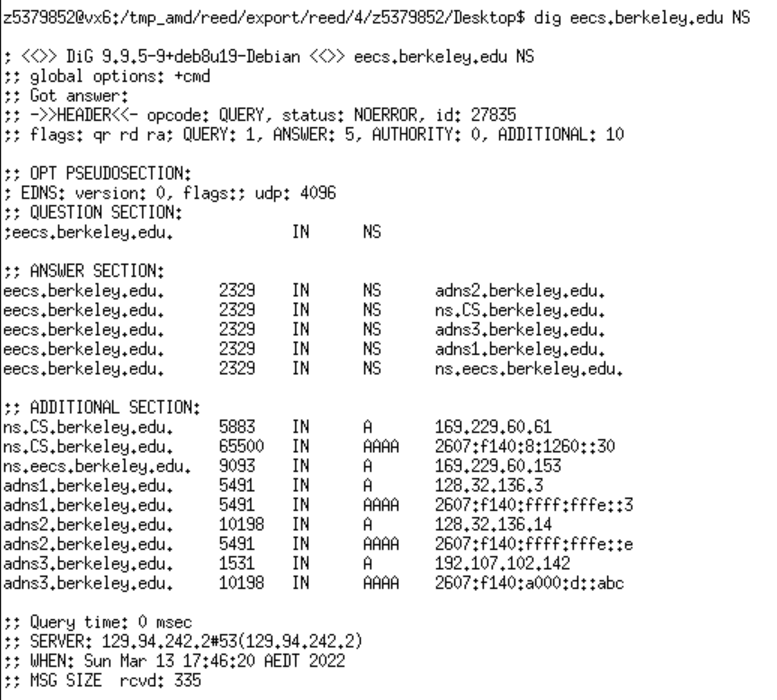 z5379852@vx6:/tmp_amd/reed/export/reed/4/z5379852/Desktop$ dig eecs.berkeley.edu NS
; <<>> DiG 9.9.5-9+deb8u19-Debian <<>> eecs.berkeley.edu NS
;; global options: +cmd
;; Got answer:
;; ->>HEADER<<- opcode: QUERY, status: NOERROR, id: 27835
;; flags: qr rd ra; QUERY: 1, ANSWER: 5, AUTHORITY: 0, ADDITIONAL: 10
;; OPT PSEUDOSECTION:
; EDNS: version: 0, flags:; udp: 4096
;; QUESTION SECTION:
;eecs.berkeley.edu. IN NS
;; ANSWER SECTION:
eecs.berkeley.edu. 2329 IN NS adns2.berkeley.edu.
eecs.berkeley.edu. 2329 IN NS ns.CS.berkeley.edu.
eecs.berkeley.edu. 2329 IN NS adns3.berkeley.edu.
eecs.berkeley.edu. 2329 IN NS adns1.berkeley.edu.
eecs.berkeley.edu. 2329 IN NS ns.eecs.berkeley.edu.
;; ADDITIONAL SECTION:
ns.CS.berkeley.edu. 5883 IN A 169.229.60.61
ns.CS.berkeley.edu. 65500 IN AAAA 2607:f140:8:1260::30
ns.eecs.berkeley.edu. 9093 IN A 169.229.60.153
adns1.berkeley.edu. 5491 IN A 128.32.136.3
adns1.berkeley.edu. 5491 IN AAAA 2607:f140:ffff:fffe::3
adns2.berkeley.edu. 10198 IN A 128.32.136.14
adns2.berkeley.edu. 5491 IN AAAA 2607:f140:ffff:fffe::e
adns3.berkeley.edu. 1531 IN A 192.107.102.142
adns3.berkeley.edu. 10198 IN AAAA 2607:f140:a000:d::abc
;; Query time: 0 msec
;; SERVER: 129.94.242.2#53(129.94.242.2)
;; WHEN: Sun Mar 13 17:46:20 AEDT 2022
;; MSG SIZE rcvd: 335